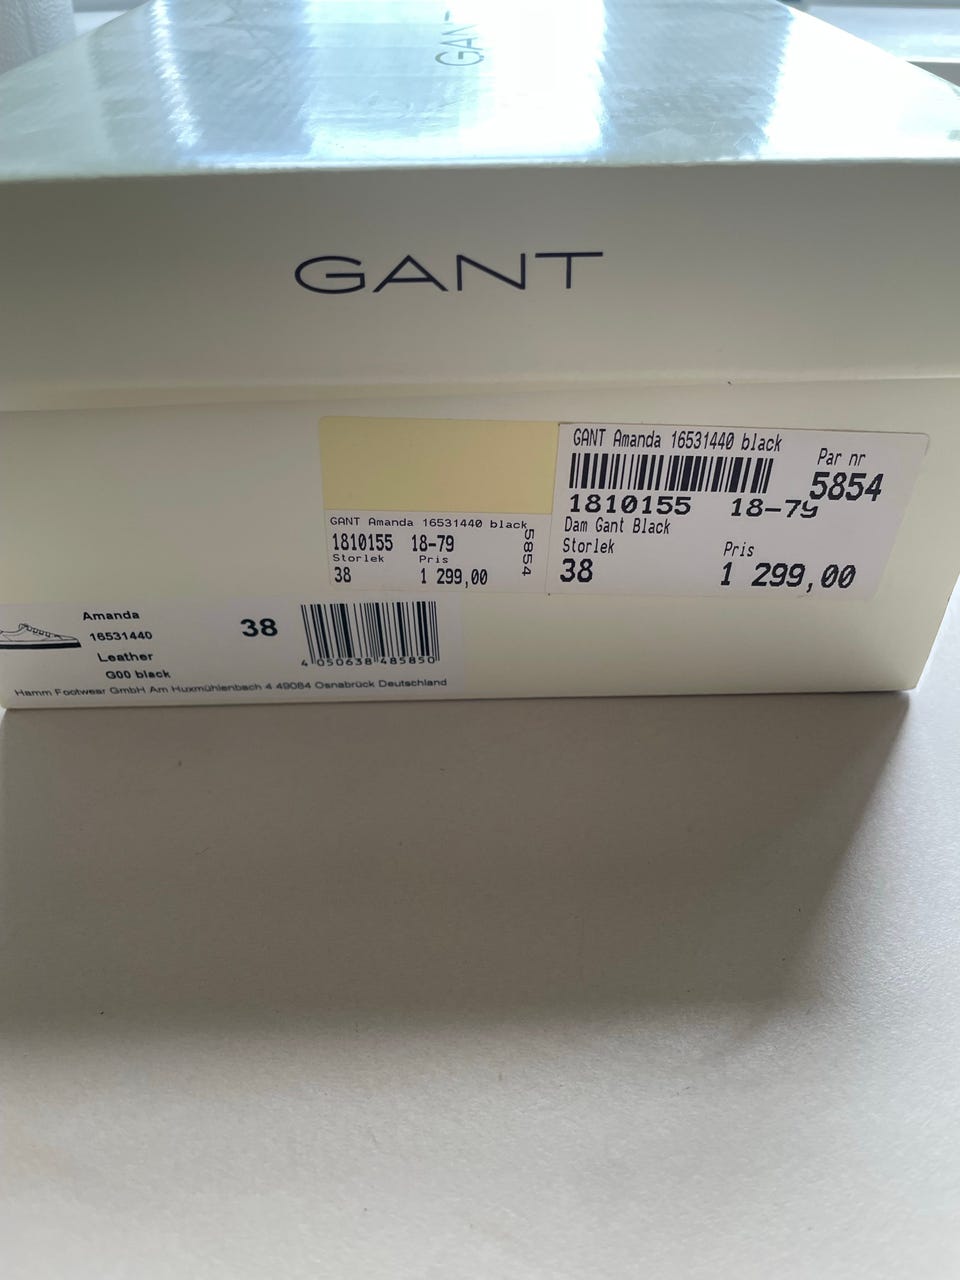 GANT
GANT
GANT Amanda 16531440 black
Par nr
5854
1810155 18-79
Dam Gant Black
Storlek Pris
38 1 299,00
GANT Amanda 16531440 black
1810155 18-79
Storlek Pris
38 1 299,00
5854
Amanda
16531440
Leather
G00 black
38
4 050638 485850
Hamm Footwear GmbH Am Huxmühlenbach 4 49084 Osnabrück Deutschland